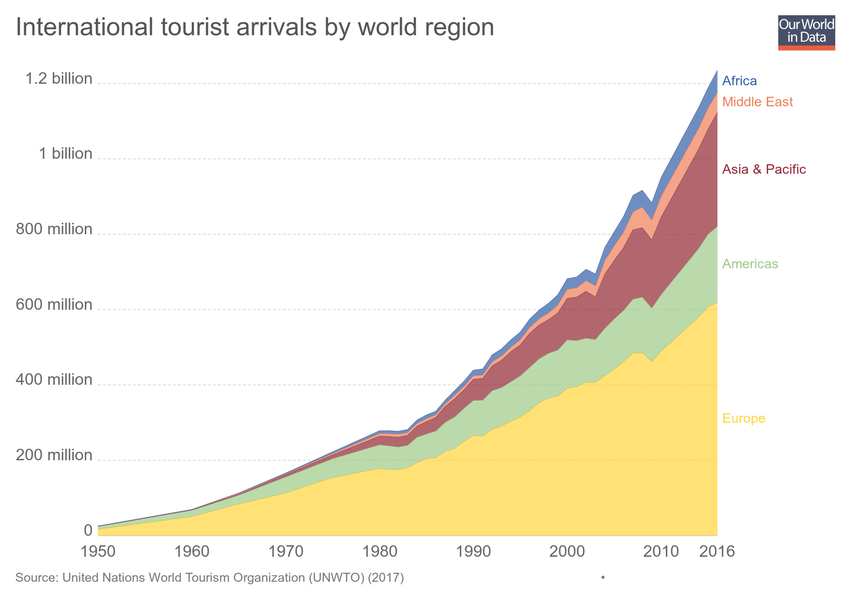 International tourist arrivals by world region
Our World
in Data
1.2 billion
1 billion
800 million
600 million
400 million
200 million
0
Africa
Middle East
Asia & Pacific
Americas
Europe
1950 1960 1970 1980 1990 2000 2010 2016
Source: United Nations World Tourism Organization (UNWTO) (2017)